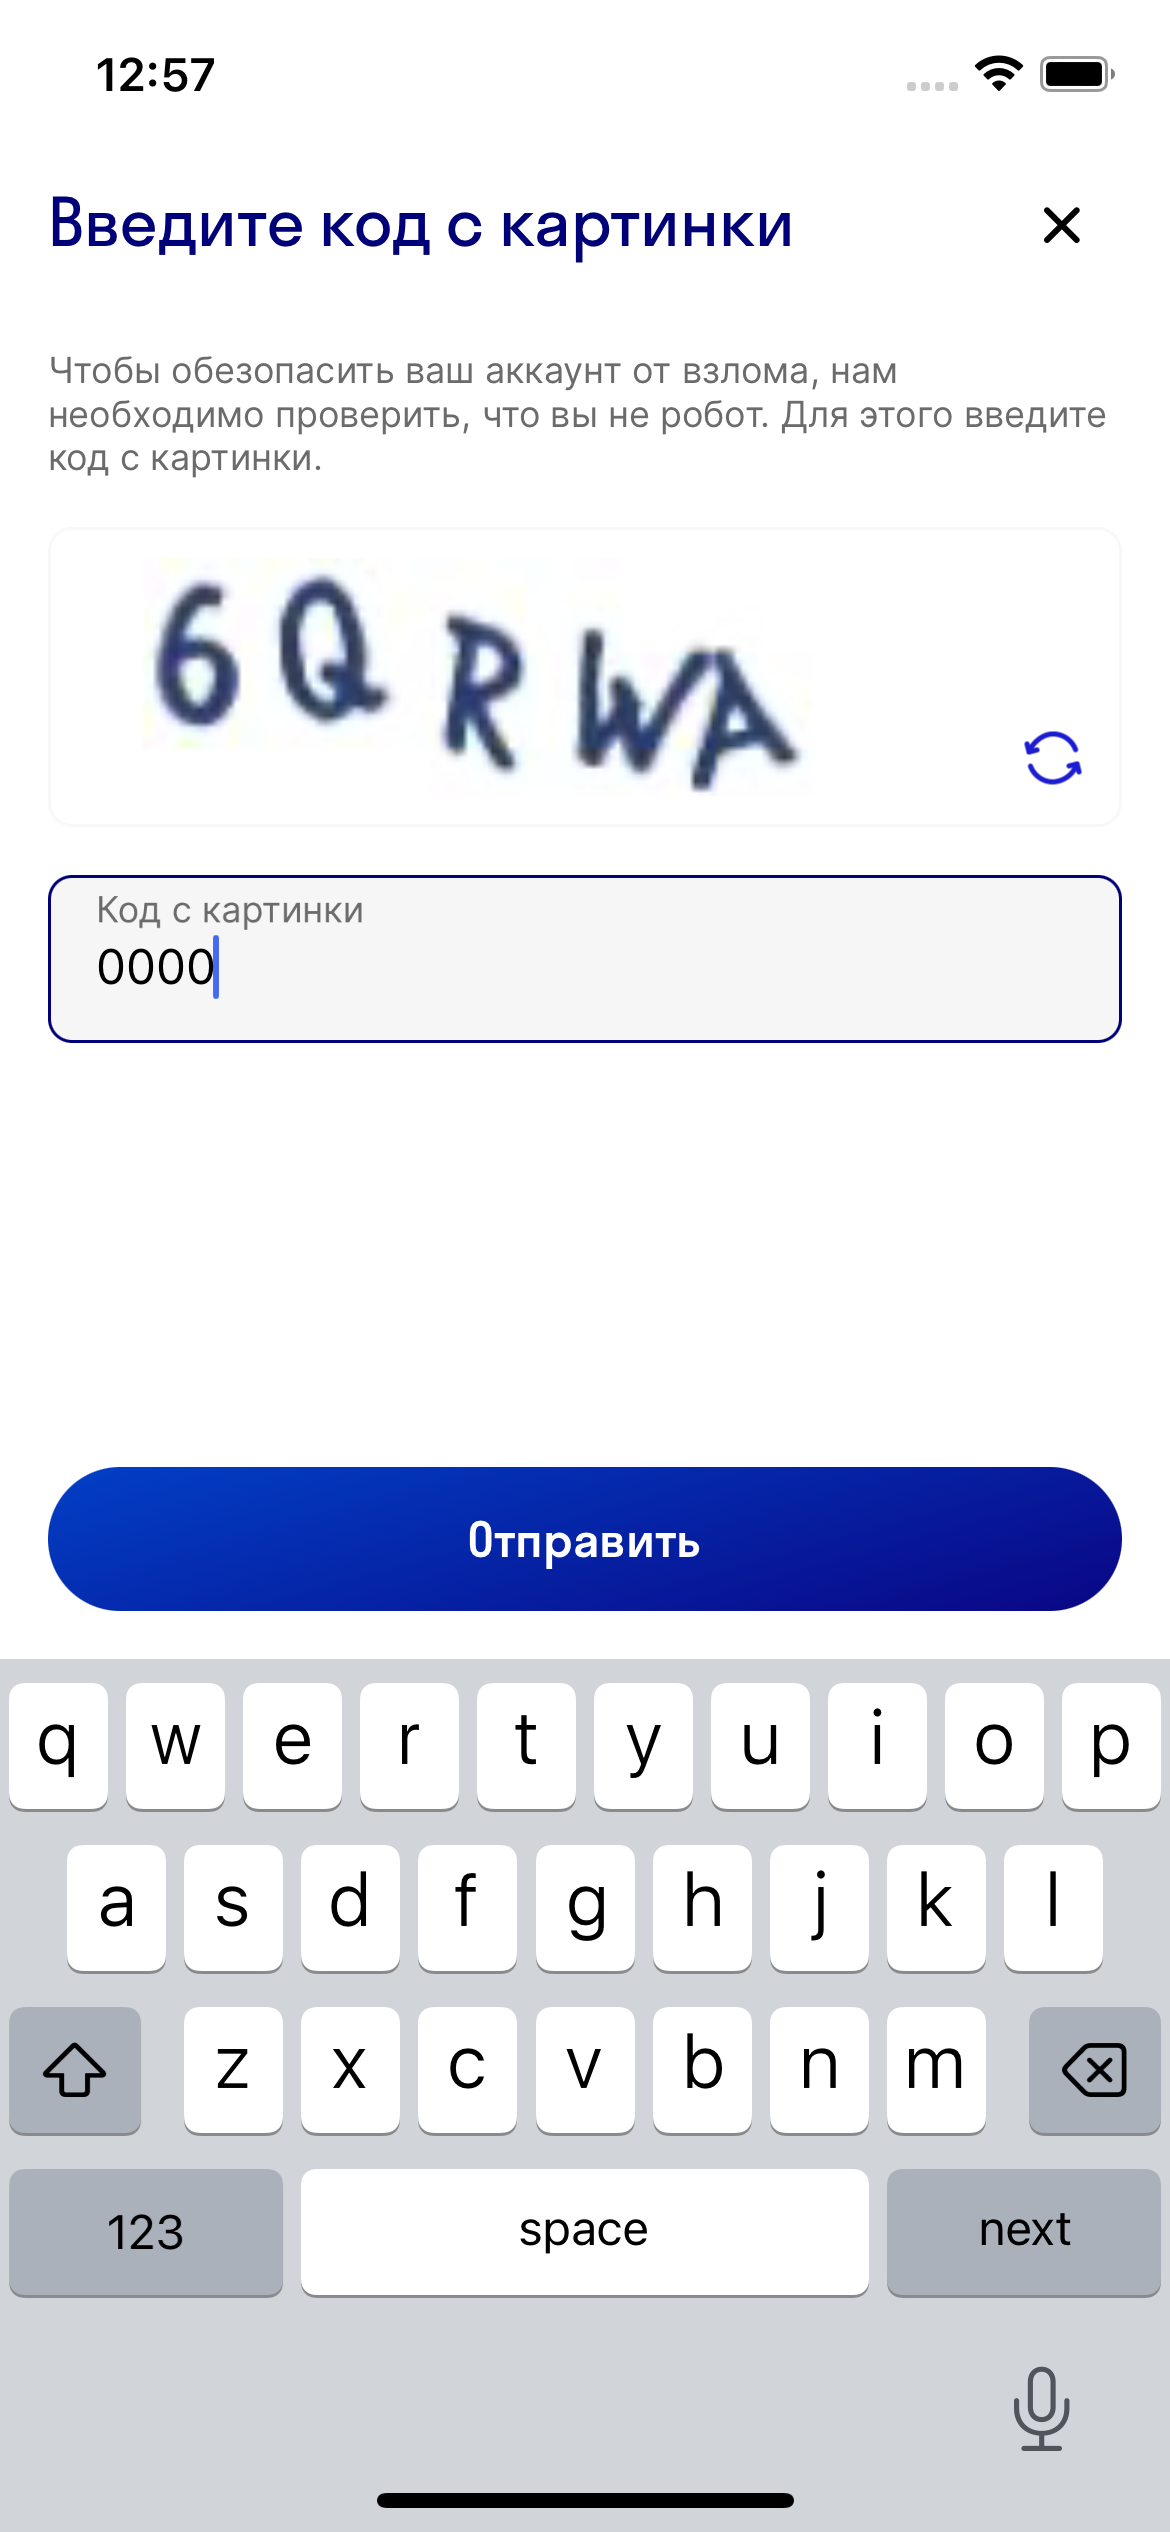 12:57
Введите код с картинки
Чтобы обезопасить ваш аккаунт от взлома, нам
необходимо проверить, что вы не робот. Для этого введите
код с картинки.
6QRWA
Код с картинки
0000
Отправить
q w e r t y u i o p
a s d f g h j k l
z x c v b n m
123 space next